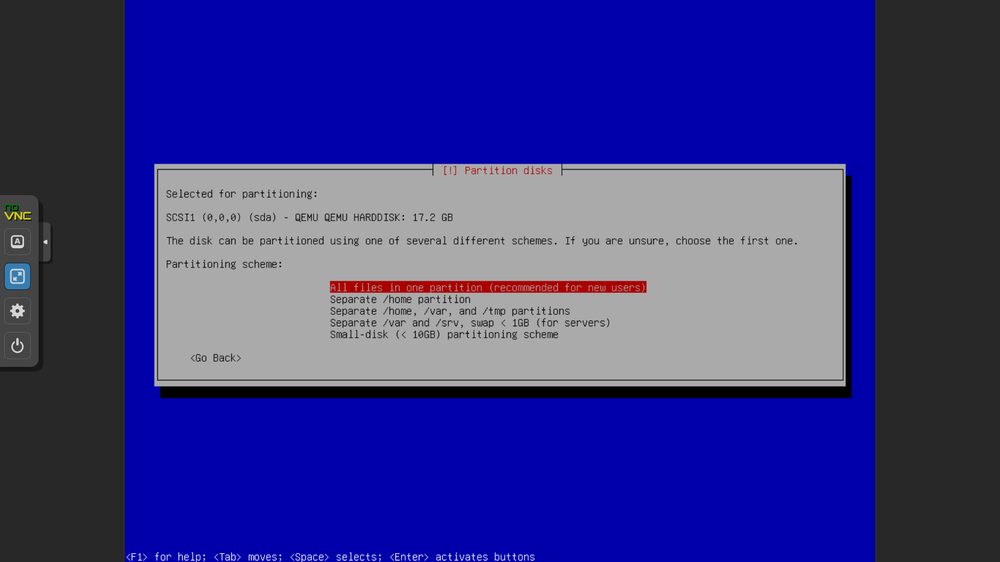 [!] Partition disks
Selected for partitioning:
SCSI1 (0,0,0) (sda) - QEMU QEMU HARDDISK: 17.2 GB
The disk can be partitioned using one of several different schemes. If you are unsure, choose the first one.
Partitioning scheme:
All files in one partition (recommended for new users)
Separate /home partition
Separate /home, /var, and /tmp partitions
Separate /var and /srv, swap < 1GB (for servers)
Small-disk (< 10GB) partitioning scheme
<Go Back>
no
VNC
A
<F1> for help; <Tab> moves; <Space> selects; <Enter> activates buttons